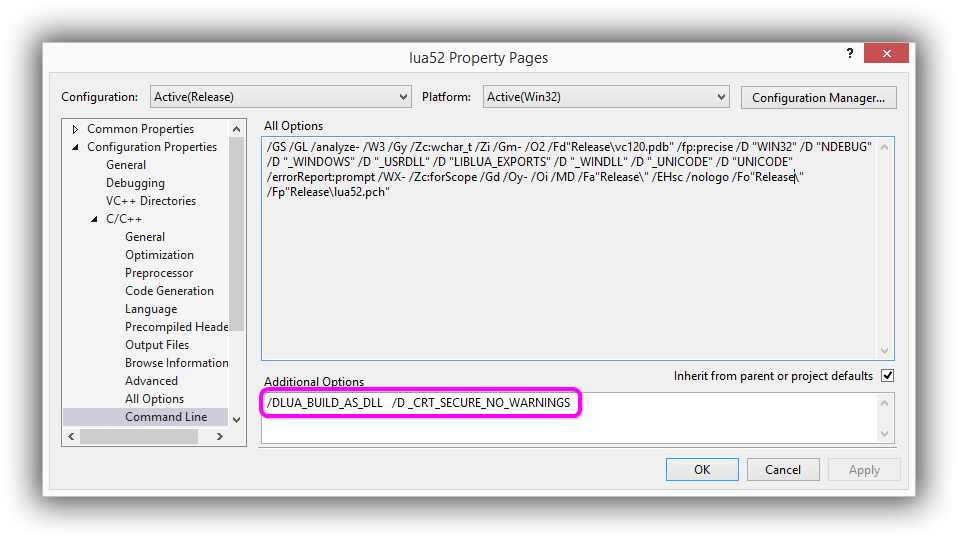 lua52 Property Pages
? ×
Configuration: Active(Release) Platform: Active(Win32) Configuration Manager...
Common Properties
Configuration Properties
General
Debugging
VC++ Directories
C/C++
General
Optimization
Preprocessor
Code Generation
Language
Precompiled Heade
Output Files
Browse Information
Advanced
All Options
Command Line
All Options
/GS /GL /analyze- /W3 /Gy /Zc:wchar_t /Zi /Gm- /O2 /Fd"Release\vc120.pdb" /fp:precise /D "WIN32" /D "NDEBUG"
/D "_WINDOWS" /D "_USRDLL" /D "LIBLUA_EXPORTS" /D "_WINDLL" /D "_UNICODE" /D "UNICODE"
/errorReport:prompt /WX- /Zc:forScope /Gd /Oy- /Oi /MD /Fa"Release\" /EHsc /nologo /Fo"Release\"
/Fp"Release\lua52.pch"
Additional Options
Inherit from parent or project defaults
/DLUA_BUILD_AS_DLL /D _CRT_SECURE_NO_WARNINGS
OK Cancel Apply